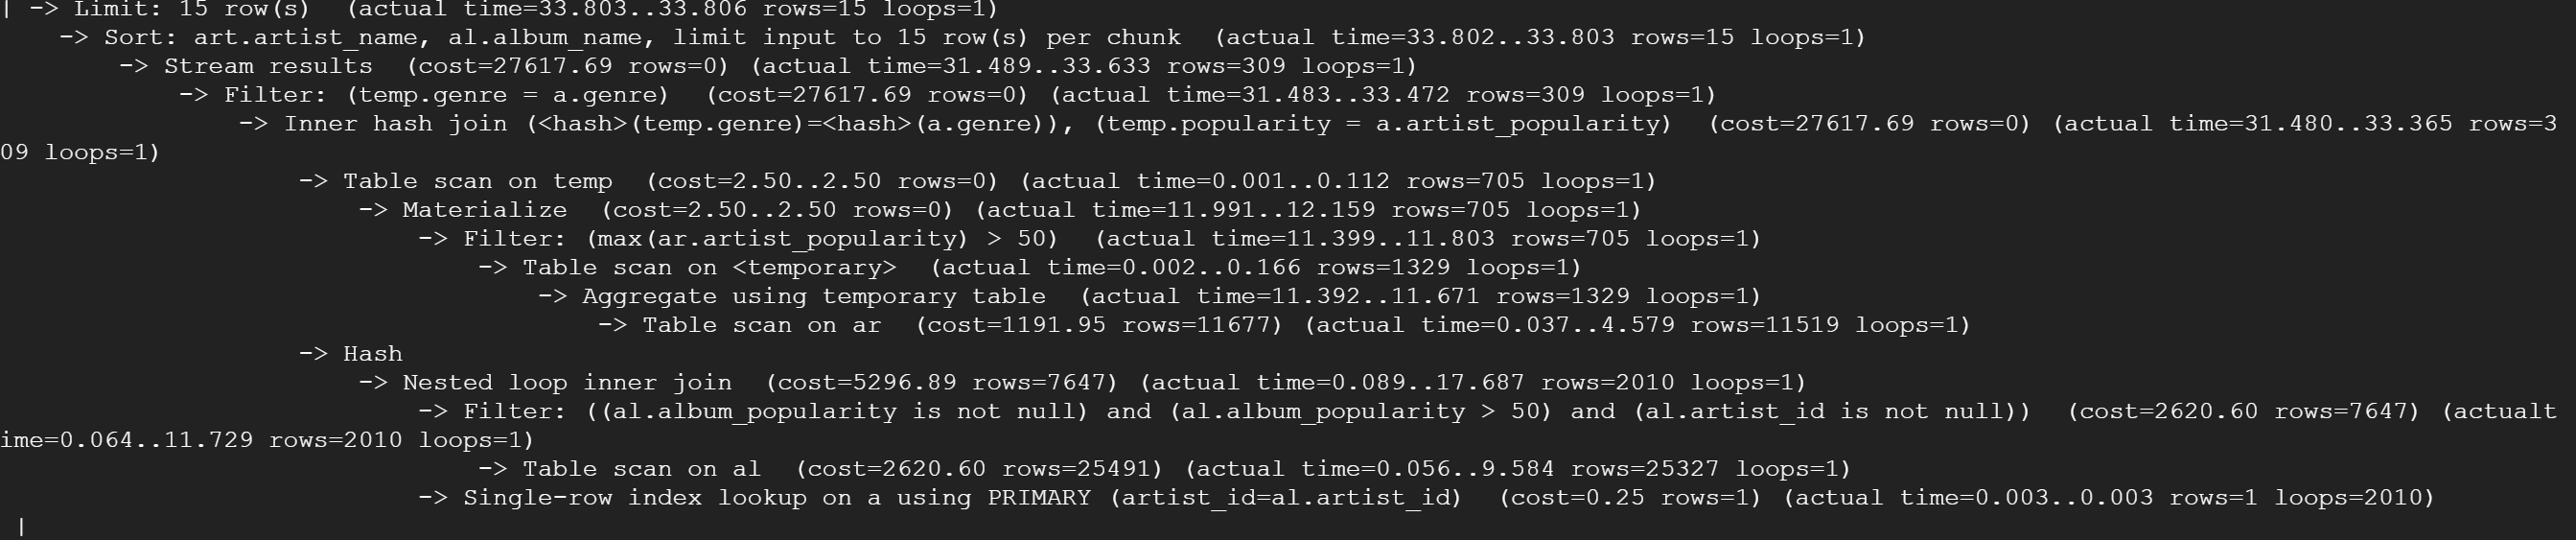 | -> Limit: 15 row(s)  (actual time=33.803..33.806 rows=15 loops=1)
    -> Sort: art.artist_name, al.album_name, limit input to 15 row(s) per chunk  (actual time=33.802..33.803 rows=15 loops=1)
        -> Stream results  (cost=27617.69 rows=0) (actual time=31.489..33.633 rows=309 loops=1)
            -> Filter: (temp.genre = a.genre)  (cost=27617.69 rows=0) (actual time=31.483..33.472 rows=309 loops=1)
                -> Inner hash join (<hash>(temp.genre)=<hash>(a.genre)), (temp.popularity = a.artist_popularity)  (cost=27617.69 rows=0) (actual time=31.480..33.365 rows=3
09 loops=1)
                    -> Table scan on temp  (cost=2.50..2.50 rows=0) (actual time=0.001..0.112 rows=705 loops=1)
                        -> Materialize  (cost=2.50..2.50 rows=0) (actual time=11.991..12.159 rows=705 loops=1)
                            -> Filter: (max(ar.artist_popularity) > 50)  (actual time=11.399..11.803 rows=705 loops=1)
                                -> Table scan on <temporary>  (actual time=0.002..0.166 rows=1329 loops=1)
                                    -> Aggregate using temporary table  (actual time=11.392..11.671 rows=1329 loops=1)
                                        -> Table scan on ar  (cost=1191.95 rows=11677) (actual time=0.037..4.579 rows=11519 loops=1)
                    -> Hash
                        -> Nested loop inner join  (cost=5296.89 rows=7647) (actual time=0.089..17.687 rows=2010 loops=1)
                            -> Filter: ((al.album_popularity is not null) and (al.album_popularity > 50) and (al.artist_id is not null))  (cost=2620.60 rows=7647) (actualt
ime=0.064..11.729 rows=2010 loops=1)
                                -> Table scan on al  (cost=2620.60 rows=25491) (actual time=0.056..9.584 rows=25327 loops=1)
                            -> Single-row index lookup on a using PRIMARY (artist_id=al.artist_id)  (cost=0.25 rows=1) (actual time=0.003..0.003 rows=1 loops=2010)
 |